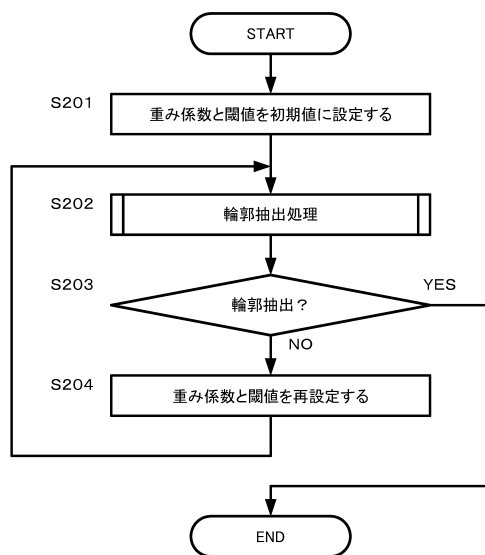 START
S201
重み係数と閾値を初期値に設定する
S202
輪郭抽出処理
S203
輪郭抽出？
YES
NO
S204
重み係数と閾値を再設定する
END